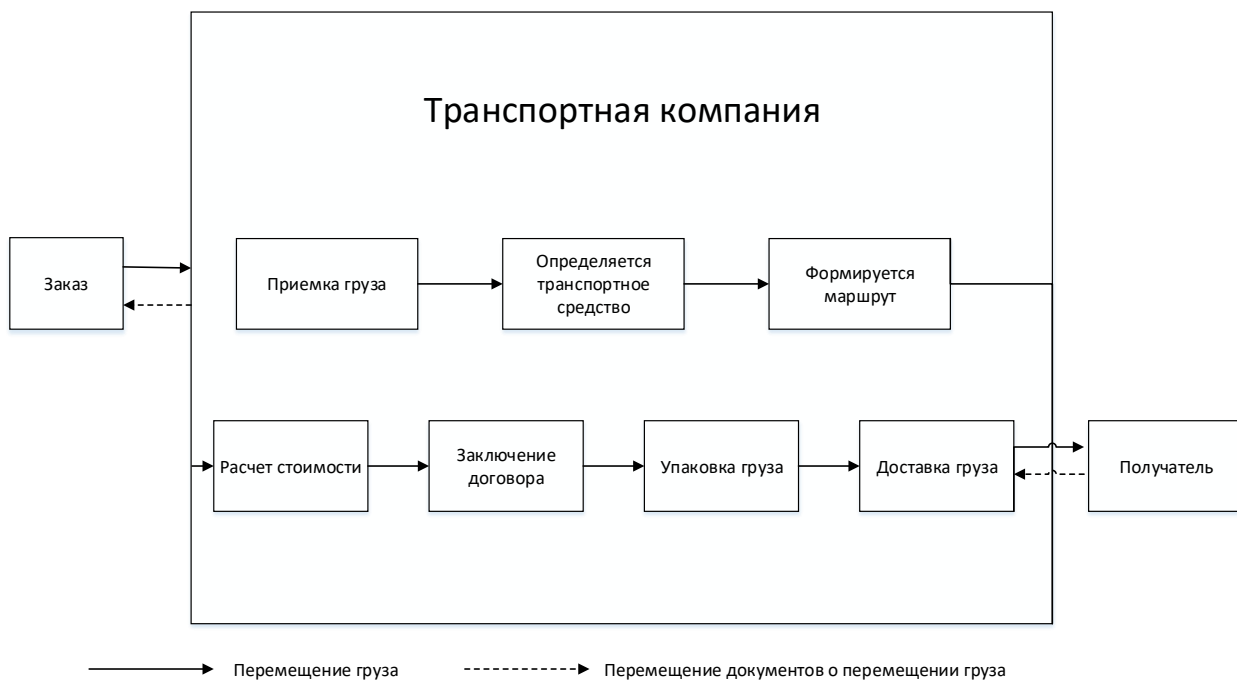 Транспортная компания
Заказ
Приемка груза
Определяется
транспортное
средство
Формируется
маршрут
Расчет стоимости
Заключение
договора
Упаковка груза
Доставка груза
Получатель
Перемещение груза
Перемещение документов о перемещении груза